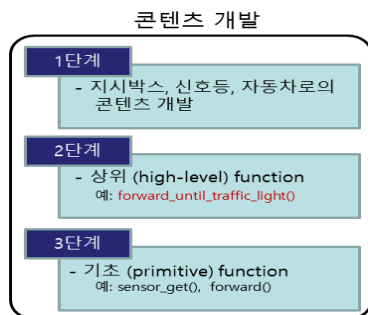 콘텐츠 개발
1단계
- 지시박스, 신호등, 자동차로의
콘텐츠 개발
2단계
- 상위 (high-level) function
예: forward_until_traffic_light()
3단계
- 기초 (primitive) function
예: sensor_get(), forward()